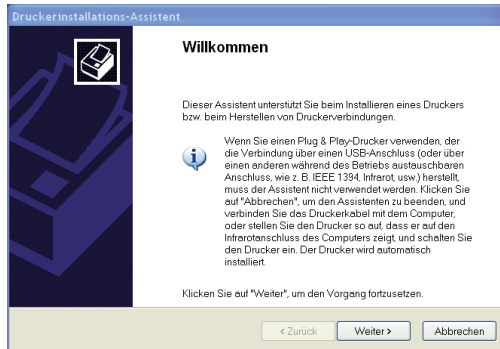 Druckerinstallations-Assistent
Willkommen
Dieser Assistent unterstützt Sie beim Installieren eines Druckers
bzw. beim Herstellen von Druckerverbindungen.
Wenn Sie einen Plug & Play-Drucker verwenden, der
die Verbindung über einen USB-Anschluss (oder über
einen anderen während des Betriebs austauschbaren
Anschluss, wie z. B. IEEE 1394, Infrarot, usw.) herstellt,
muss der Assistent nicht verwendet werden. Klicken Sie
auf "Abbrechen", um den Assistenten zu beenden, und
verbinden Sie das Druckerkabel mit dem Computer,
oder stellen Sie den Drucker so auf, dass er auf den
Infrarotanschluss des Computers zeigt, und schalten Sie
den Drucker ein. Der Drucker wird automatisch
installiert.
Klicken Sie auf "Weiter", um den Vorgang fortzusetzen.
< Zurück Weiter > Abbrechen